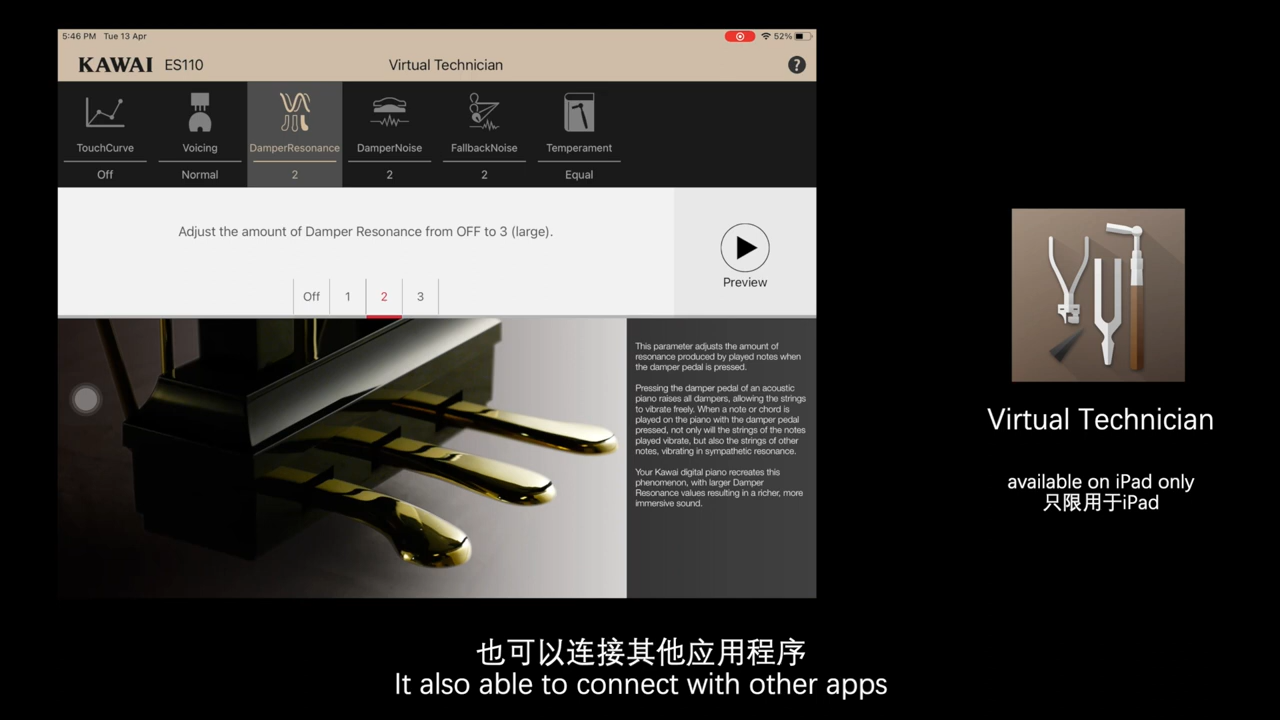 5:46 PM Tue 13 Apr
52%
KAWAI ES110
Virtual Technician
?
TouchCurve
Voicing
DamperResonance
DamperNoise
FallbackNoise
Temperament
Off
Normal
2
2
2
Equal
Adjust the amount of Damper Resonance from OFF to 3 (large).
Off
1
2
3
Preview
This parameter adjusts the amount of
resonance produced by played notes when
the damper pedal is pressed.
Pressing the damper pedal of an acoustic
piano raises all dampers, allowing the strings
to vibrate freely. When a note or chord is
played on the piano with the damper pedal
pressed, not only will the strings of the notes
played vibrate, but also the strings of other
notes, vibrating in sympathetic resonance.
Your Kawai digital piano recreates this
phenomenon, with larger Damper
Resonance values resulting in a richer, more
immersive sound.
Virtual Technician
available on iPad only
只限用于iPad
也可以连接其他应用程序
It also able to connect with other apps